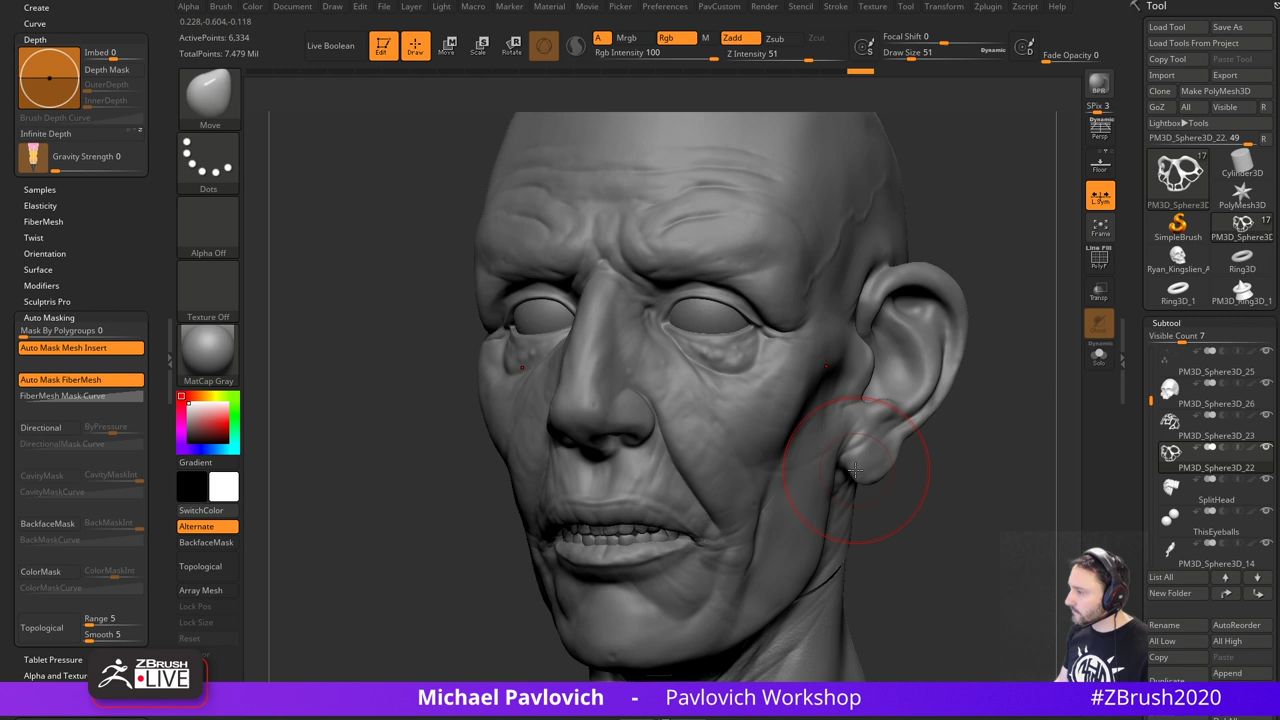 Alpha Brush Color Document Draw Edit File Layer Macro Marker Material Movie Picker Preferences PavCustom Render Stencil Stroke Texture Tool Transform Zplugin Zscript Help
0.228,-0.604,-0.118
ActivePoints: 6,334
TotalPoints: 7.479 Mil
Live Boolean
Edit
Draw
Move
Scale
Rotate
A
Mrgb
Rgb
M
Rgb Intensity 100
Zadd
Zsub
Zcut
Z Intensity 51
S
Focal Shift 0
Draw Size 51
Dynamic
D
Fade Opacity 0
Create
Curve
Depth
Imbed 0
Depth Mask
OuterDepth
InnerDepth
Brush Depth Curve
Infinite Depth
Gravity Strength 0
Samples
Elasticity
FiberMesh
Twist
Orientation
Surface
Modifiers
Sculptris Pro
Auto Masking
Mask By Polygroups 0
Auto Mask Mesh Insert
Auto Mask FiberMesh
FiberMesh Mask Curve
Directional ByPressure
DirectionalMask Curve
CavityMask CavityMaskInt
CavityMaskCurve
BackfaceMask BackMaskInt
BackMaskCurve
ColorMask ColorMaskInt
ColorMaskCurve
Topological
Range 5
Smooth 5
Tablet Pressure
Alpha and Textur
Move
Dots
Alpha Off
Texture Off
MatCap Gray
Gradient
SwitchColor
Alternate
BackfaceMask
Topological
Array Mesh
Lock Pos
Lock Size
Reset
BPR
SPix 3
Dynamic
Persp
Floor
L.Sym
Frame
Line Fill
PolyF
Transp
Dynamic
Solo
Tool
Load Tool Save As
Load Tools From Project
Copy Tool Paste Tool
Import Export
Clone Make PolyMesh3D
GoZ All Visible R
Lightbox▶Tools
PM3D_Sphere3D_22. 49 R
17
PM3D_Sphere3D
Cylinder3D
PolyMesh3D
SimpleBrush
17
PM3D_Sphere3D
Ryan_Kingslien_A
Ring3D
Ring3D_1
PM3D_Ring3D_1
Subtool
Visible Count 7
PM3D_Sphere3D_25
PM3D_Sphere3D_26
PM3D_Sphere3D_23
PM3D_Sphere3D_22
SplitHead
ThisEyeballs
PM3D_Sphere3D_14
List All
New Folder
Rename AutoReorder
All Low All High
Copy Paste
Duplicate
Append
ZBRUSH
LIVE
Michael Pavlovich - Pavlovich Workshop #ZBrush2020